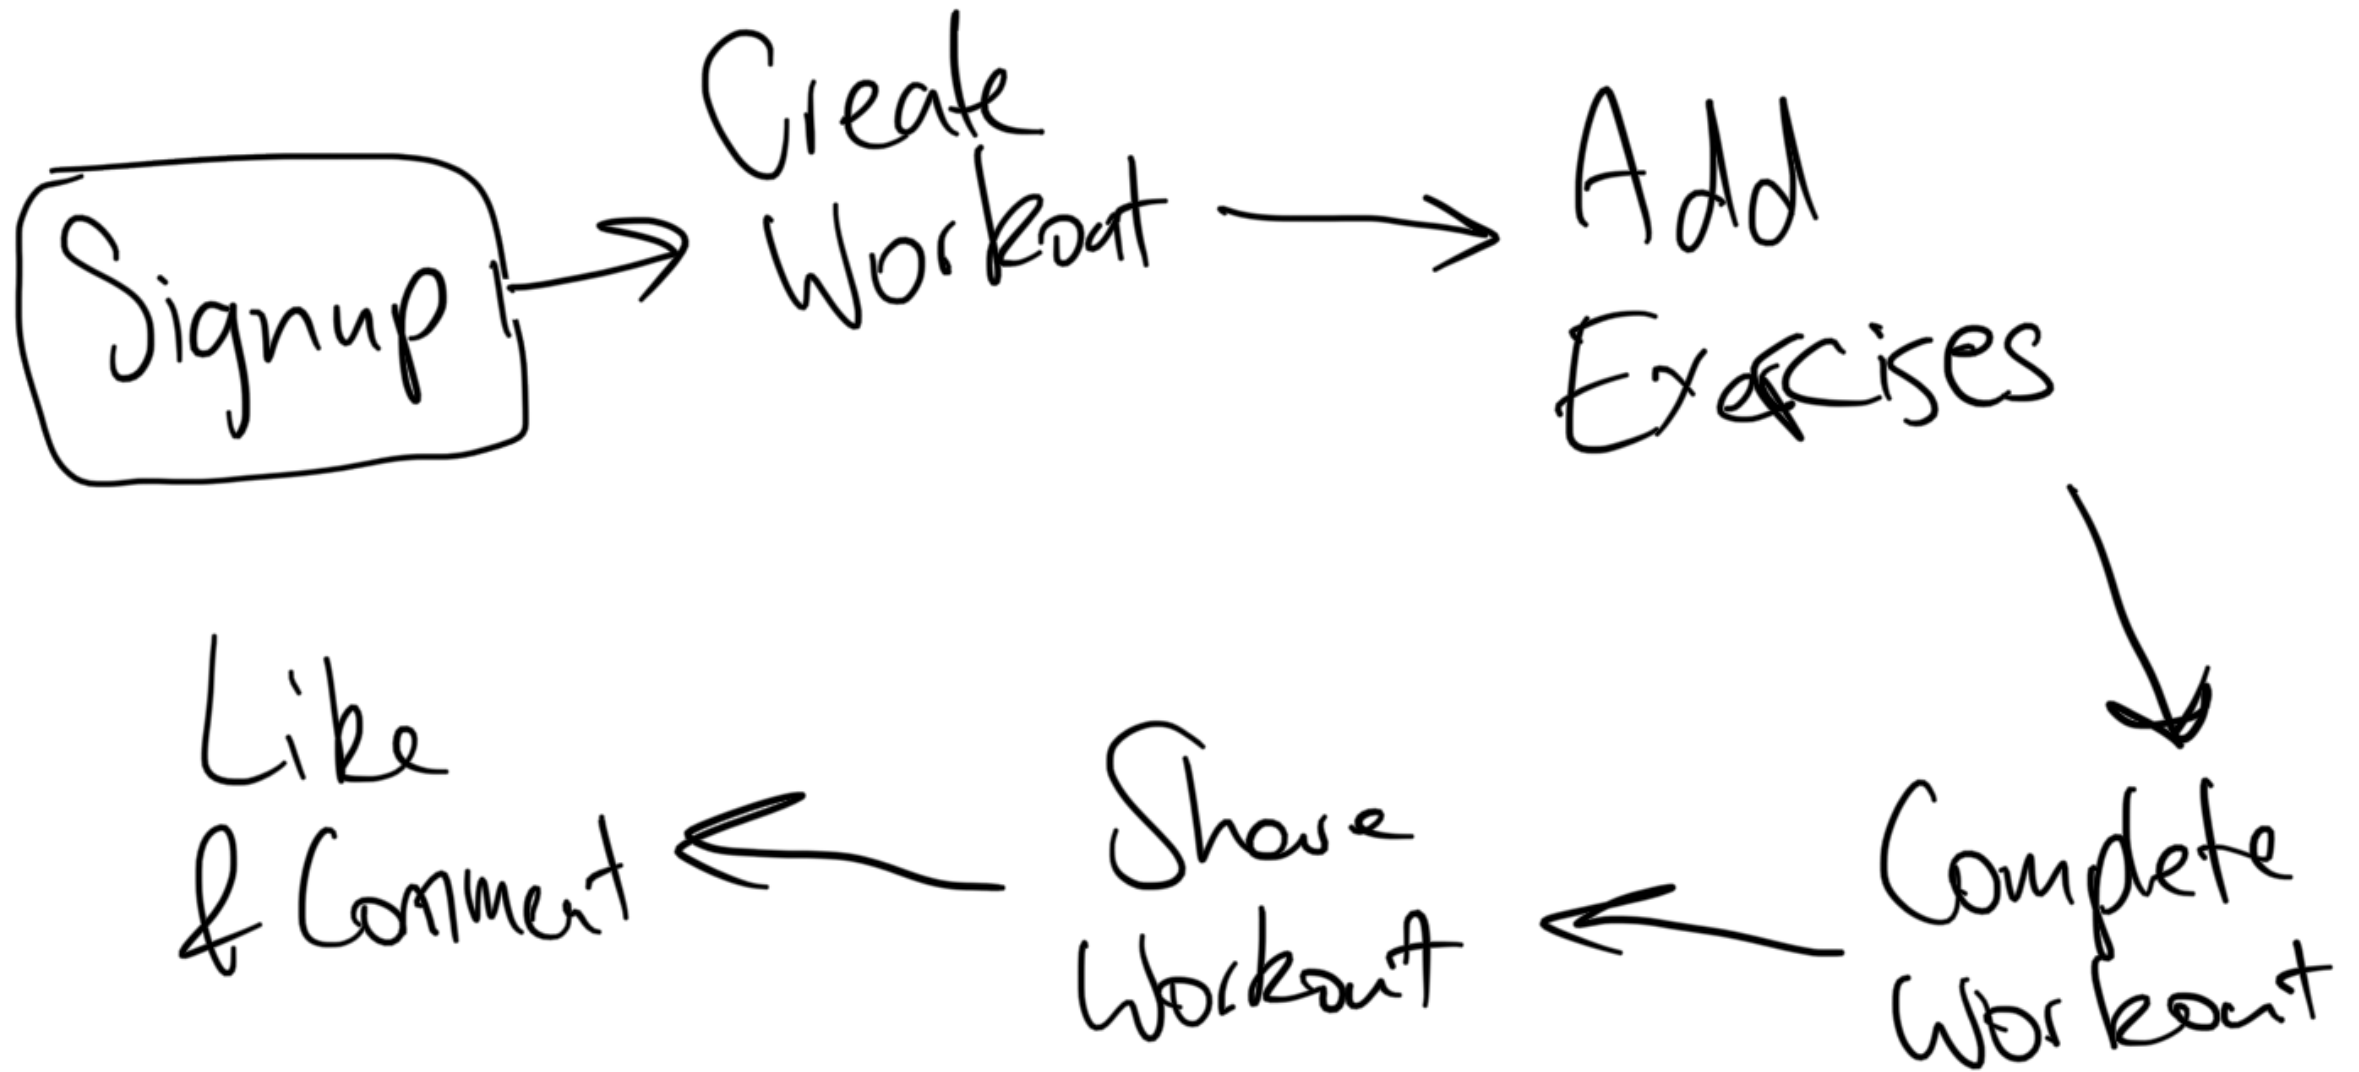 Signup
Create
Workout
Add
Exercises
Complete
Workout
Share
Workout
Like
& Comment